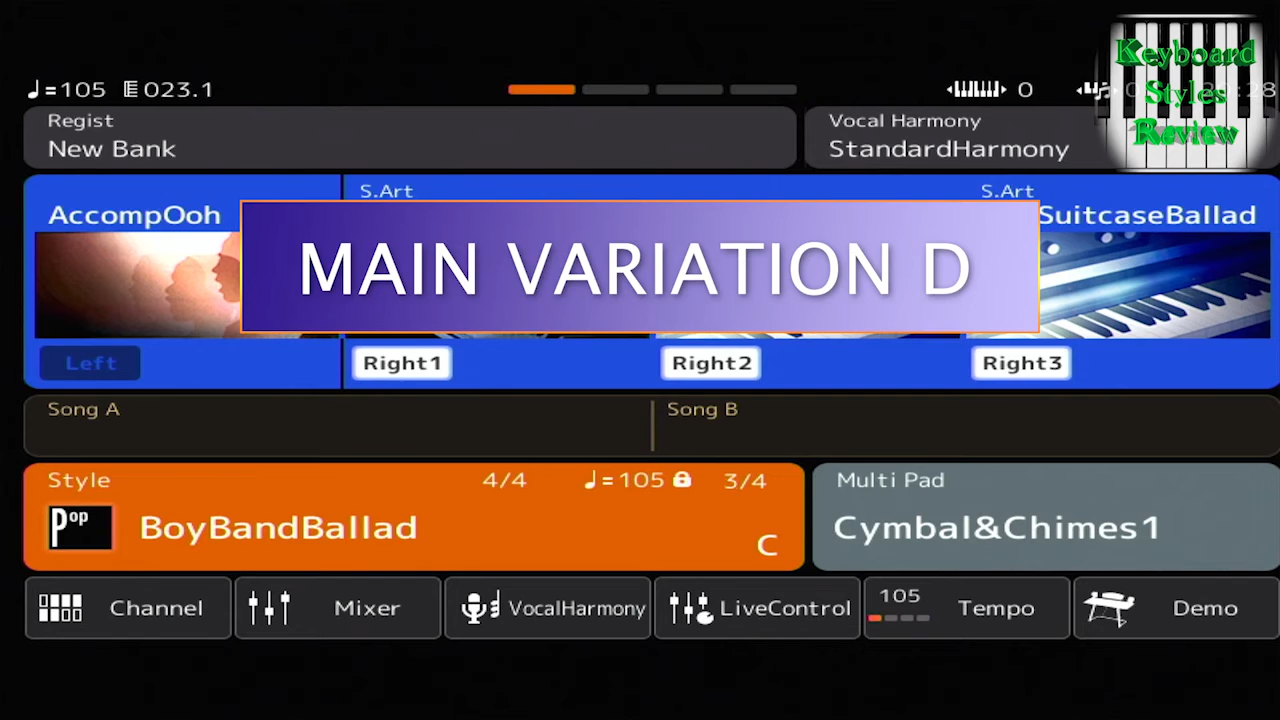 ♩=105 023.1
0
Keyboard
Styles
Review
Regist
New Bank
Vocal Harmony
StandardHarmony
S.Art
S.Art
AccompOoh
SuitcaseBallad
MAIN VARIATION D
Left
Right1
Right2
Right3
Song A
Song B
Style 4/4 ♩=105 3/4
Pop
BoyBandBallad
C
Multi Pad
Cymbal&Chimes1
Channel
Mixer
VocalHarmony
LiveControl
105
Tempo
Demo